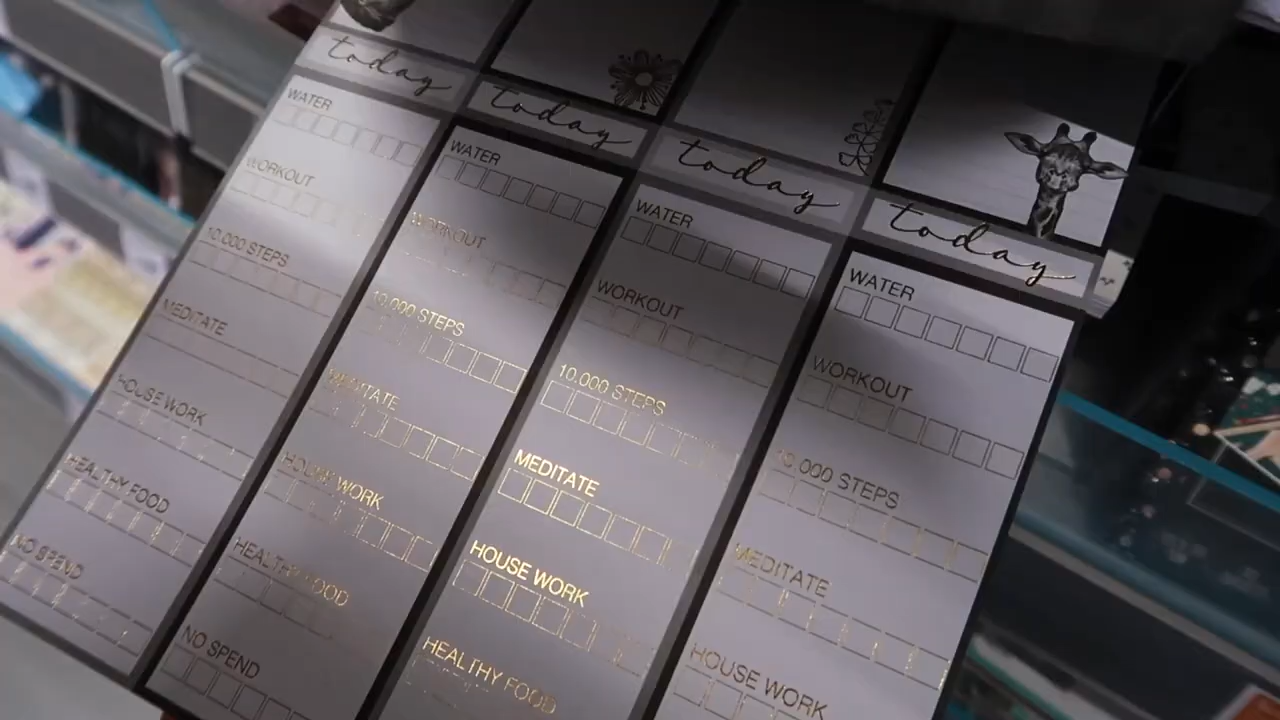 today
WATER
WORKOUT
10,000 STEPS
MEDITATE
HOUSE WORK
HEALTHY FOOD
NO SPEND
today
WATER
WORKOUT
10,000 STEPS
MEDITATE
HOUSE WORK
HEALTHY FOOD
NO SPEND
today
WATER
WORKOUT
10,000 STEPS
MEDITATE
HOUSE WORK
HEALTHY FOOD
today
WATER
WORKOUT
10,000 STEPS
MEDITATE
HOUSE WORK